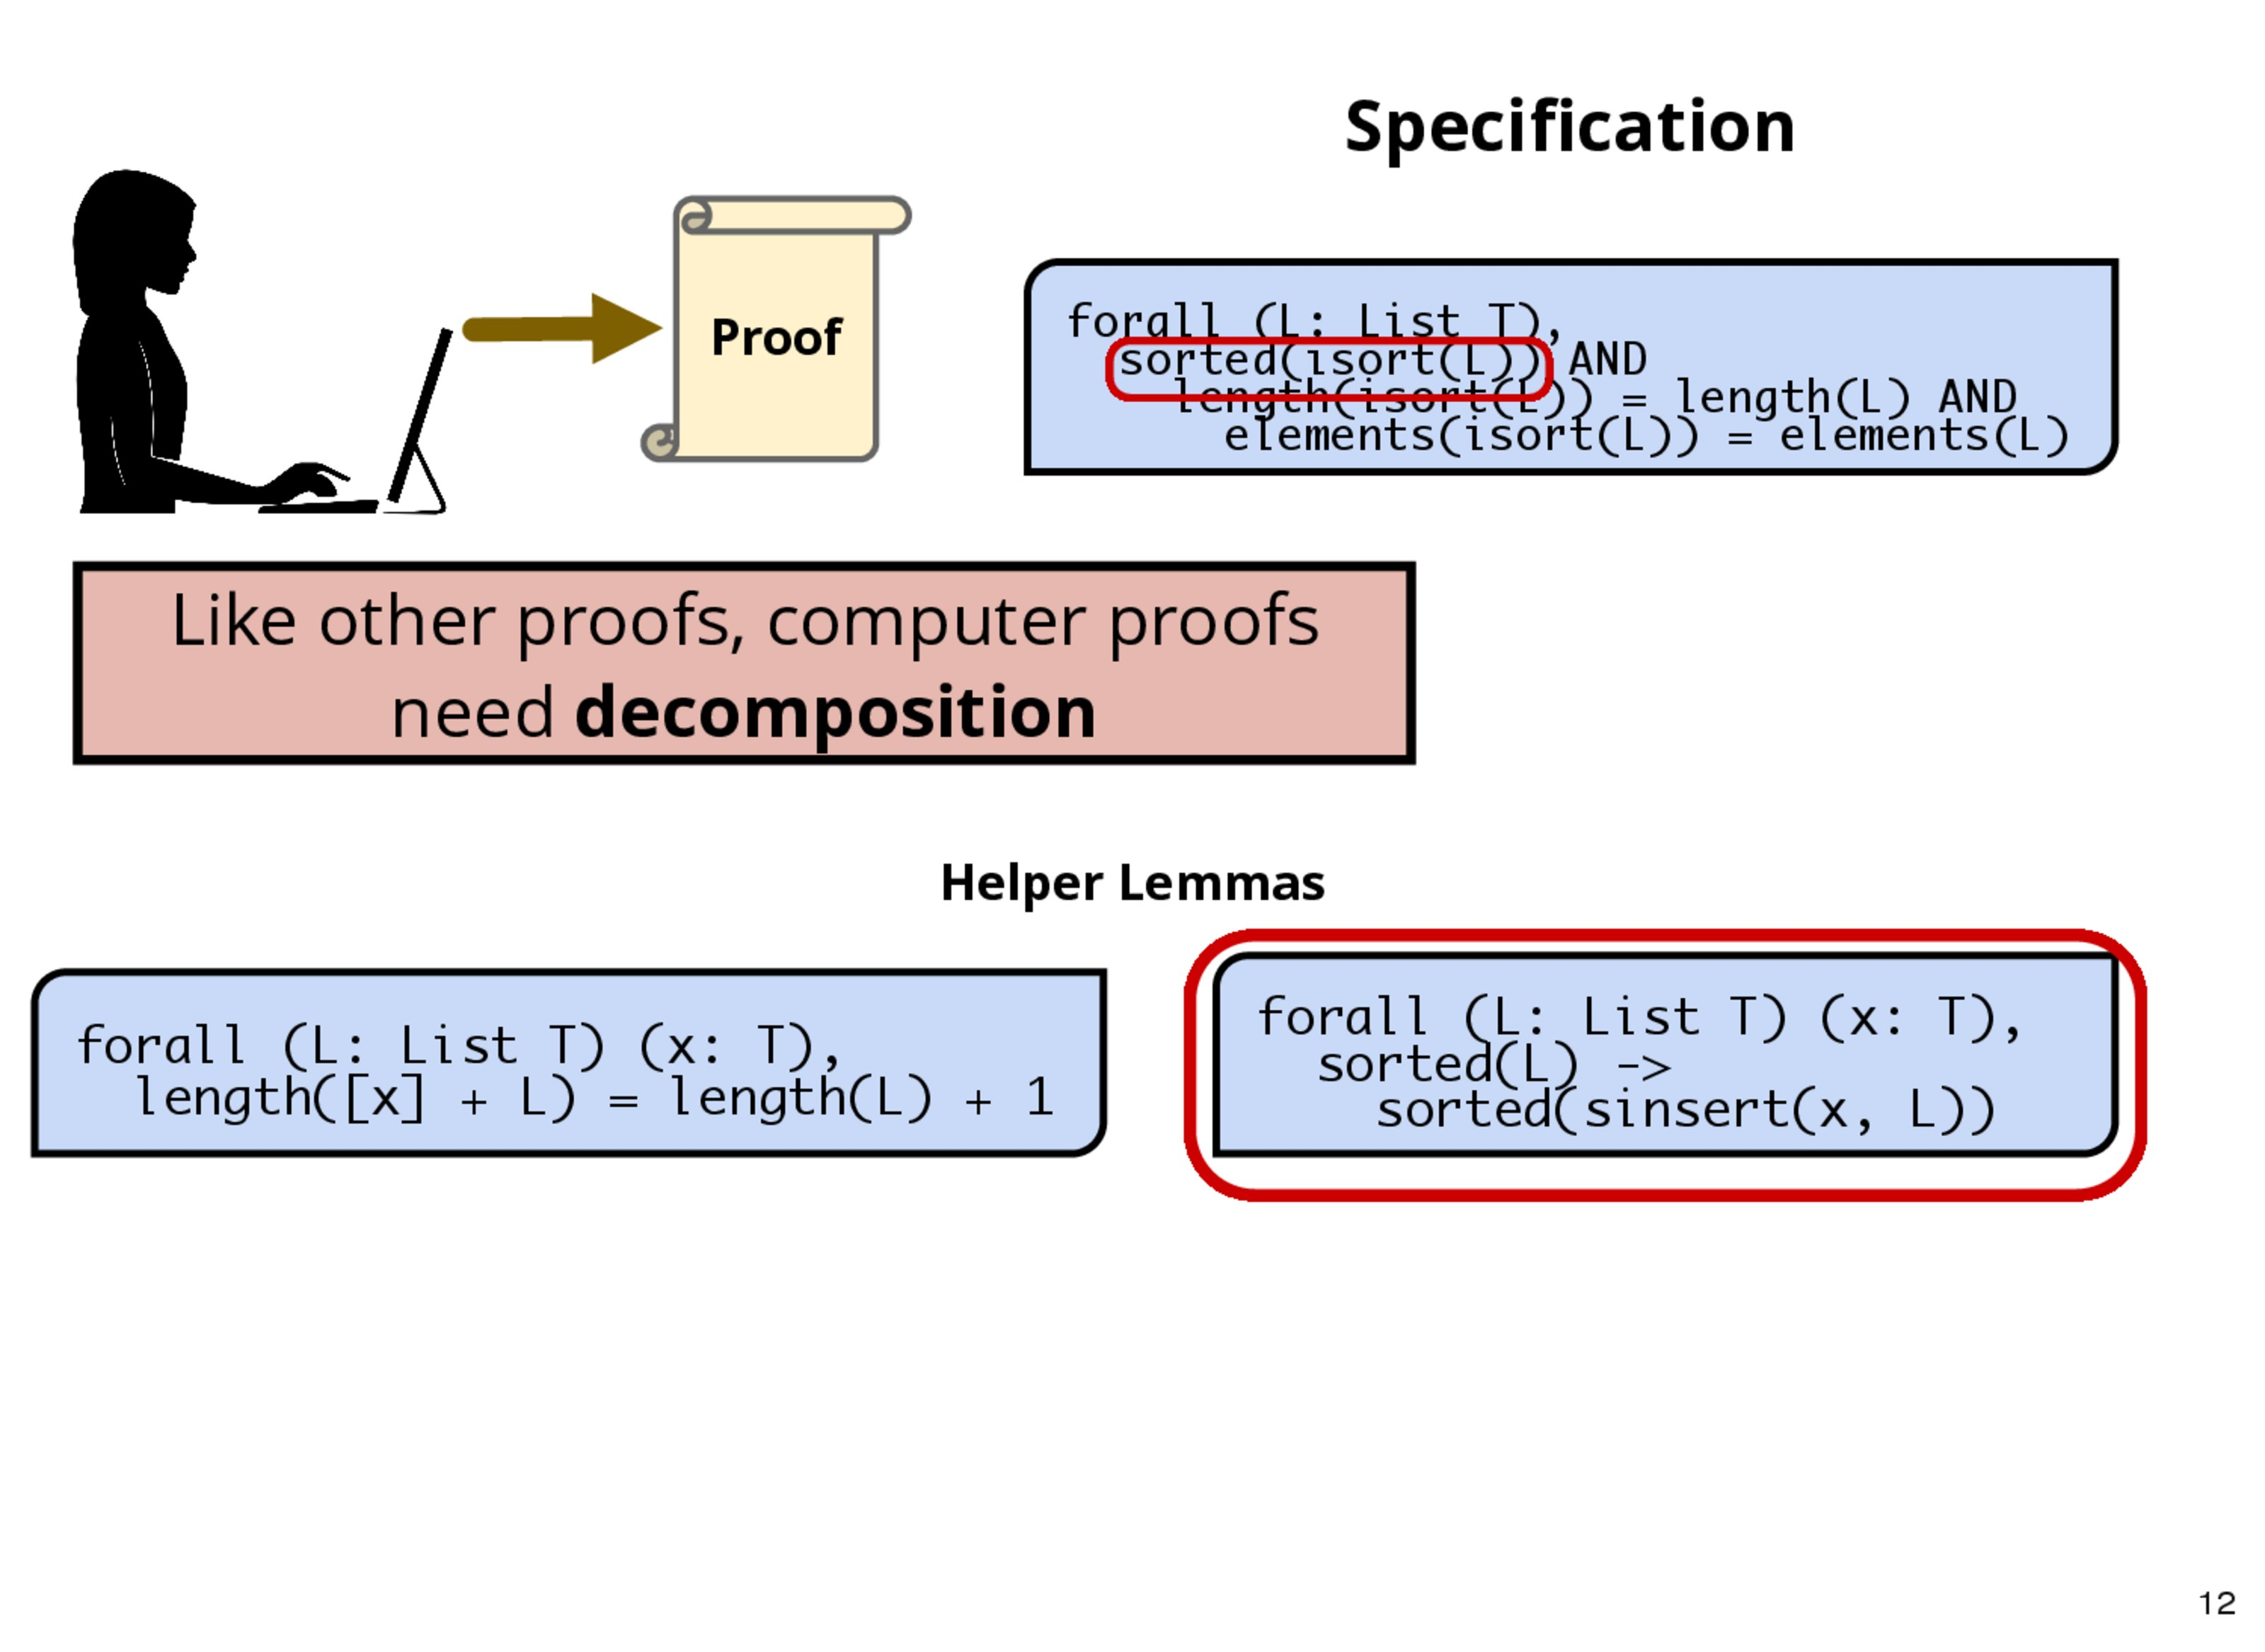 Specification
Proof
forall (L: List T),
sorted(isort(L)) AND
length(isort(L)) = length(L) AND
elements(isort(L)) = elements(L)
Like other proofs, computer proofs
need decomposition
Helper Lemmas
forall (L: List T) (x: T),
length([x] + L) = length(L) + 1
forall (L: List T) (x: T),
sorted(L) ->
sorted(sinsert(x, L))
12